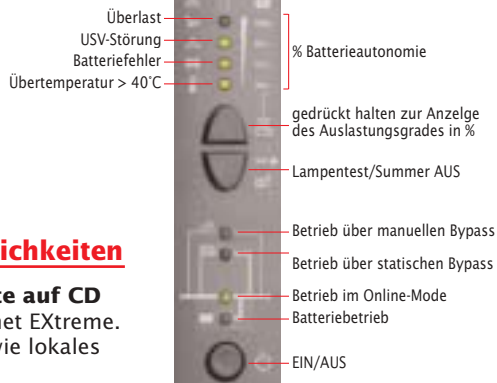 Überlast
USV-Störung
Batteriefehler
Übertemperatur > 40°C
% Batterieautonomie
gedrückt halten zur Anzelge
des Auslastungsgrades in %
Lampentest/Summer AUS
Betrieb über manuellen Bypass
Betrieb über statischen Bypass
Betrieb im Online-Mode
Batteriebetrieb
EIN/AUS
ichkeiten
te auf CD
net EXtreme.
vie lokales